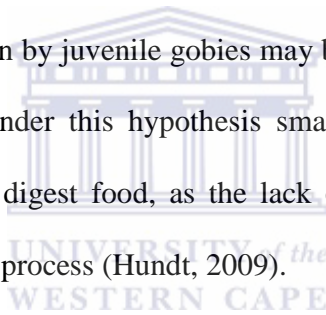 n by juvenile gobies may b
nder this hypothesis sma
digest food, as the lack
process (Hundt, 2009).
UNIVERSITY of the
WESTERN CAPE